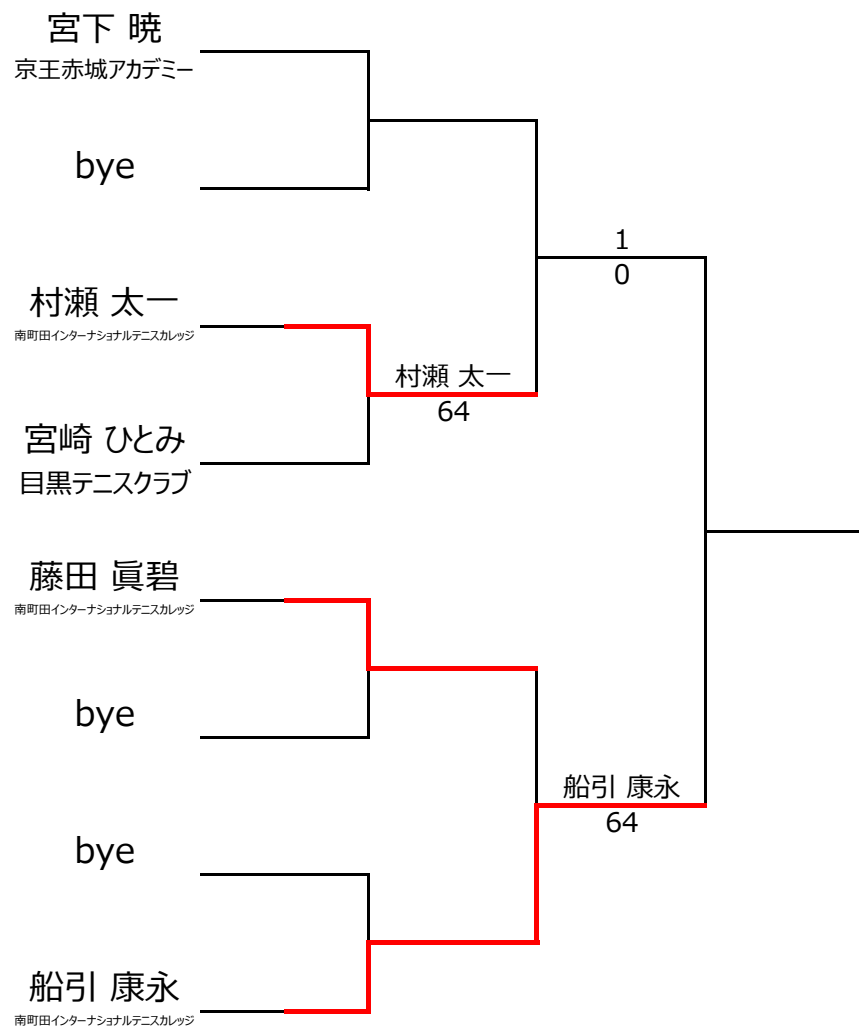 宮下 暁
京王赤城アカデミー
bye
1
0
村瀬 太一
南町田インターナショナルテニスカレッジ
村瀬 太一
64
宮崎 ひとみ
目黒テニスクラブ
藤田 眞碧
南町田インターナショナルテニスカレッジ
bye
船引 康永
64
bye
船引 康永
南町田インターナショナルテニスカレッジ